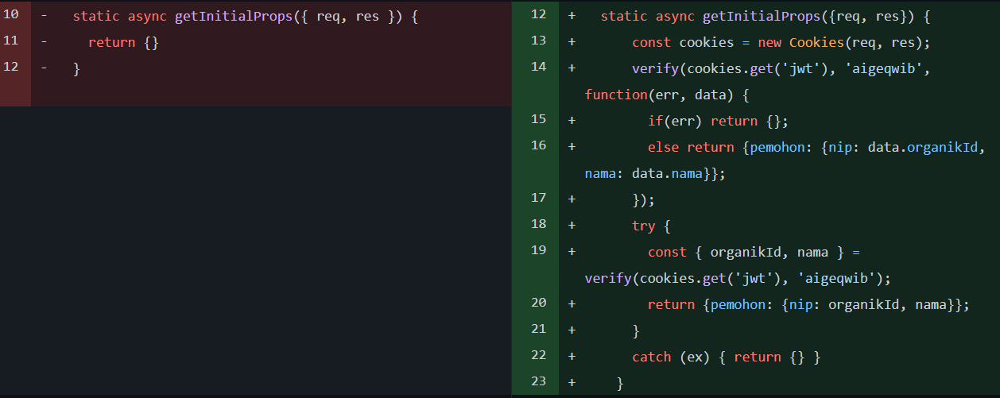 10 - static async getInitialProps({ req, res }) {
11 - return {}
12 - }
12 + static async getInitialProps({req, res}) {
13 + const cookies = new Cookies(req, res);
14 + verify(cookies.get('jwt'), 'aigeqwib',
function(err, data) {
15 + if(err) return {};
16 + else return {pemohon: {nip: data.organikId,
nama: data.nama}};
17 + });
18 + try {
19 + const { organikId, nama } =
verify(cookies.get('jwt'), 'aigeqwib');
20 + return {pemohon: {nip: organikId, nama}};
21 + }
22 + catch (ex) { return {} }
23 + }